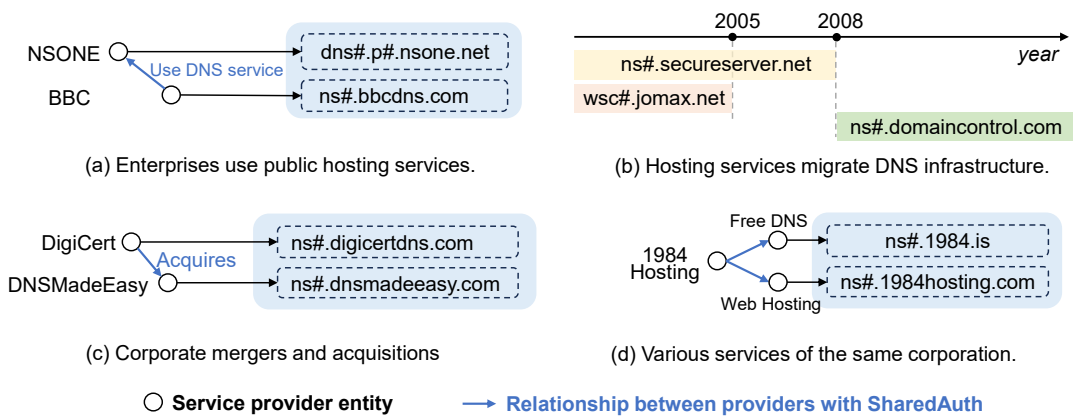 NSONE
dns#.p#.nsone.net
Use DNS service
BBC
ns#.bbcdns.com
(a) Enterprises use public hosting services.
2005
2008
year
ns#.secureserver.net
wsc#.jomax.net
ns#.domaincontrol.com
(b) Hosting services migrate DNS infrastructure.
DigiCert
ns#.digicertdns.com
Acquires
DNSMadeEasy
ns#.dnsmadeeasy.com
(c) Corporate mergers and acquisitions
Free DNS
ns#.1984.is
1984
Hosting
ns#.1984hosting.com
Web Hosting
(d) Various services of the same corporation.
Service provider entity
Relationship between providers with SharedAuth